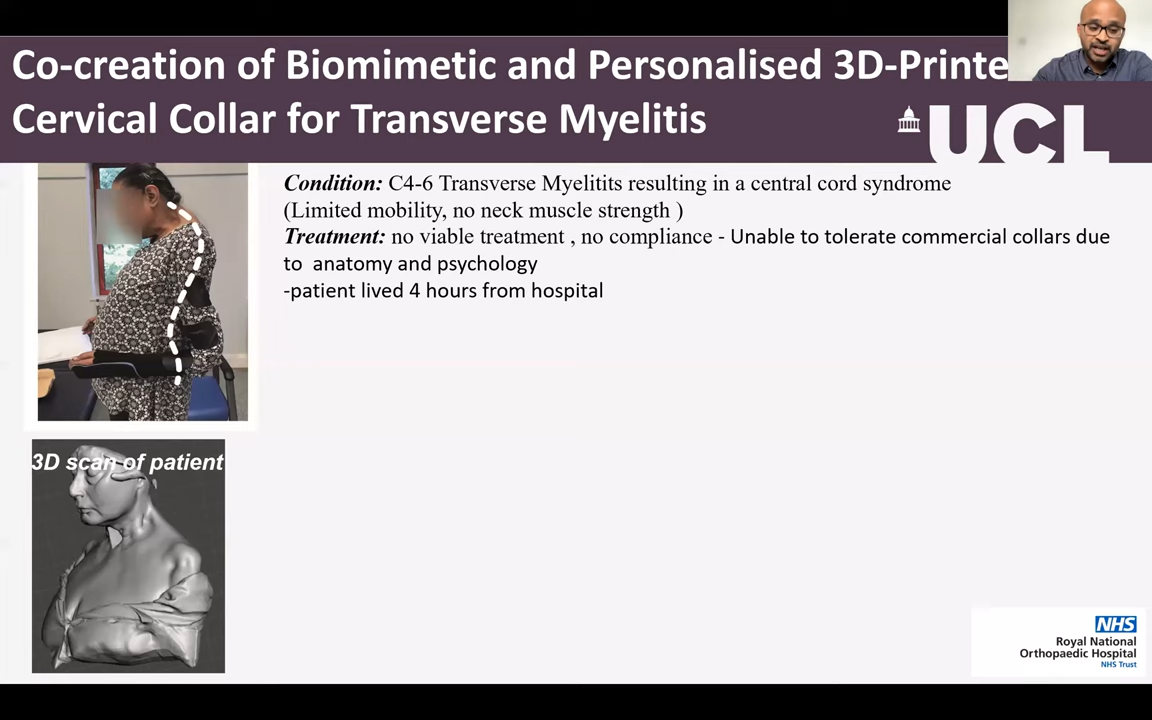 Co-creation of Biomimetic and Personalised 3D-Printe
Cervical Collar for Transverse Myelitis
UCL
Condition: C4-6 Transverse Myelitits resulting in a central cord syndrome
(Limited mobility, no neck muscle strength )
Treatment: no viable treatment , no compliance - Unable to tolerate commercial collars due
to anatomy and psychology
-patient lived 4 hours from hospital
3D scan of patient
NHS
Royal National
Orthopaedic Hospital
NHS Trust